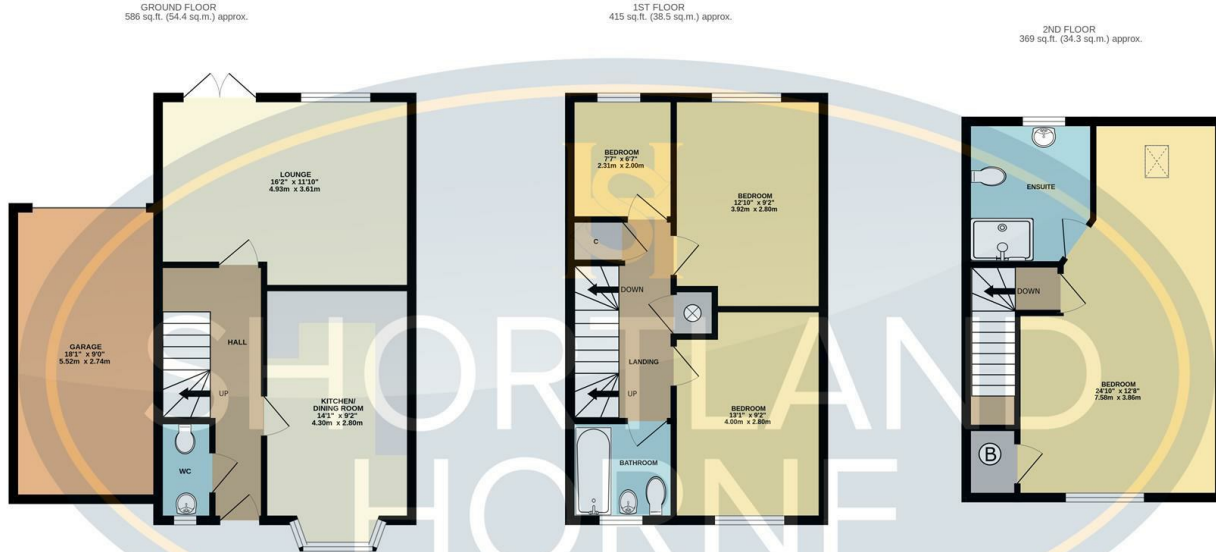 GROUND FLOOR
586 sq.ft. (54.4 sq.m.) approx.
1ST FLOOR
415 sq.ft. (38.5 sq.m.) approx.
2ND FLOOR
369 sq.ft. (34.3 sq.m.) approx.
LOUNGE
16'2" x 11'10"
4.93m x 3.61m
GARAGE
18'1" x 9'0"
5.52m x 2.74m
HALL
UP
KITCHEN/
DINING ROOM
14'1" x 9'2"
4.30m x 2.80m
WC
BEDROOM
7'7" x 6'7"
2.31m x 2.00m
BEDROOM
12'10" x 9'2"
3.92m x 2.80m
C
DOWN
LANDING
UP
BEDROOM
13'1" x 9'2"
4.00m x 2.80m
BATHROOM
ENSUITE
DOWN
BEDROOM
24'10" x 12'8"
7.58m x 3.86m
B
SH
SHORTLAND
HORNE